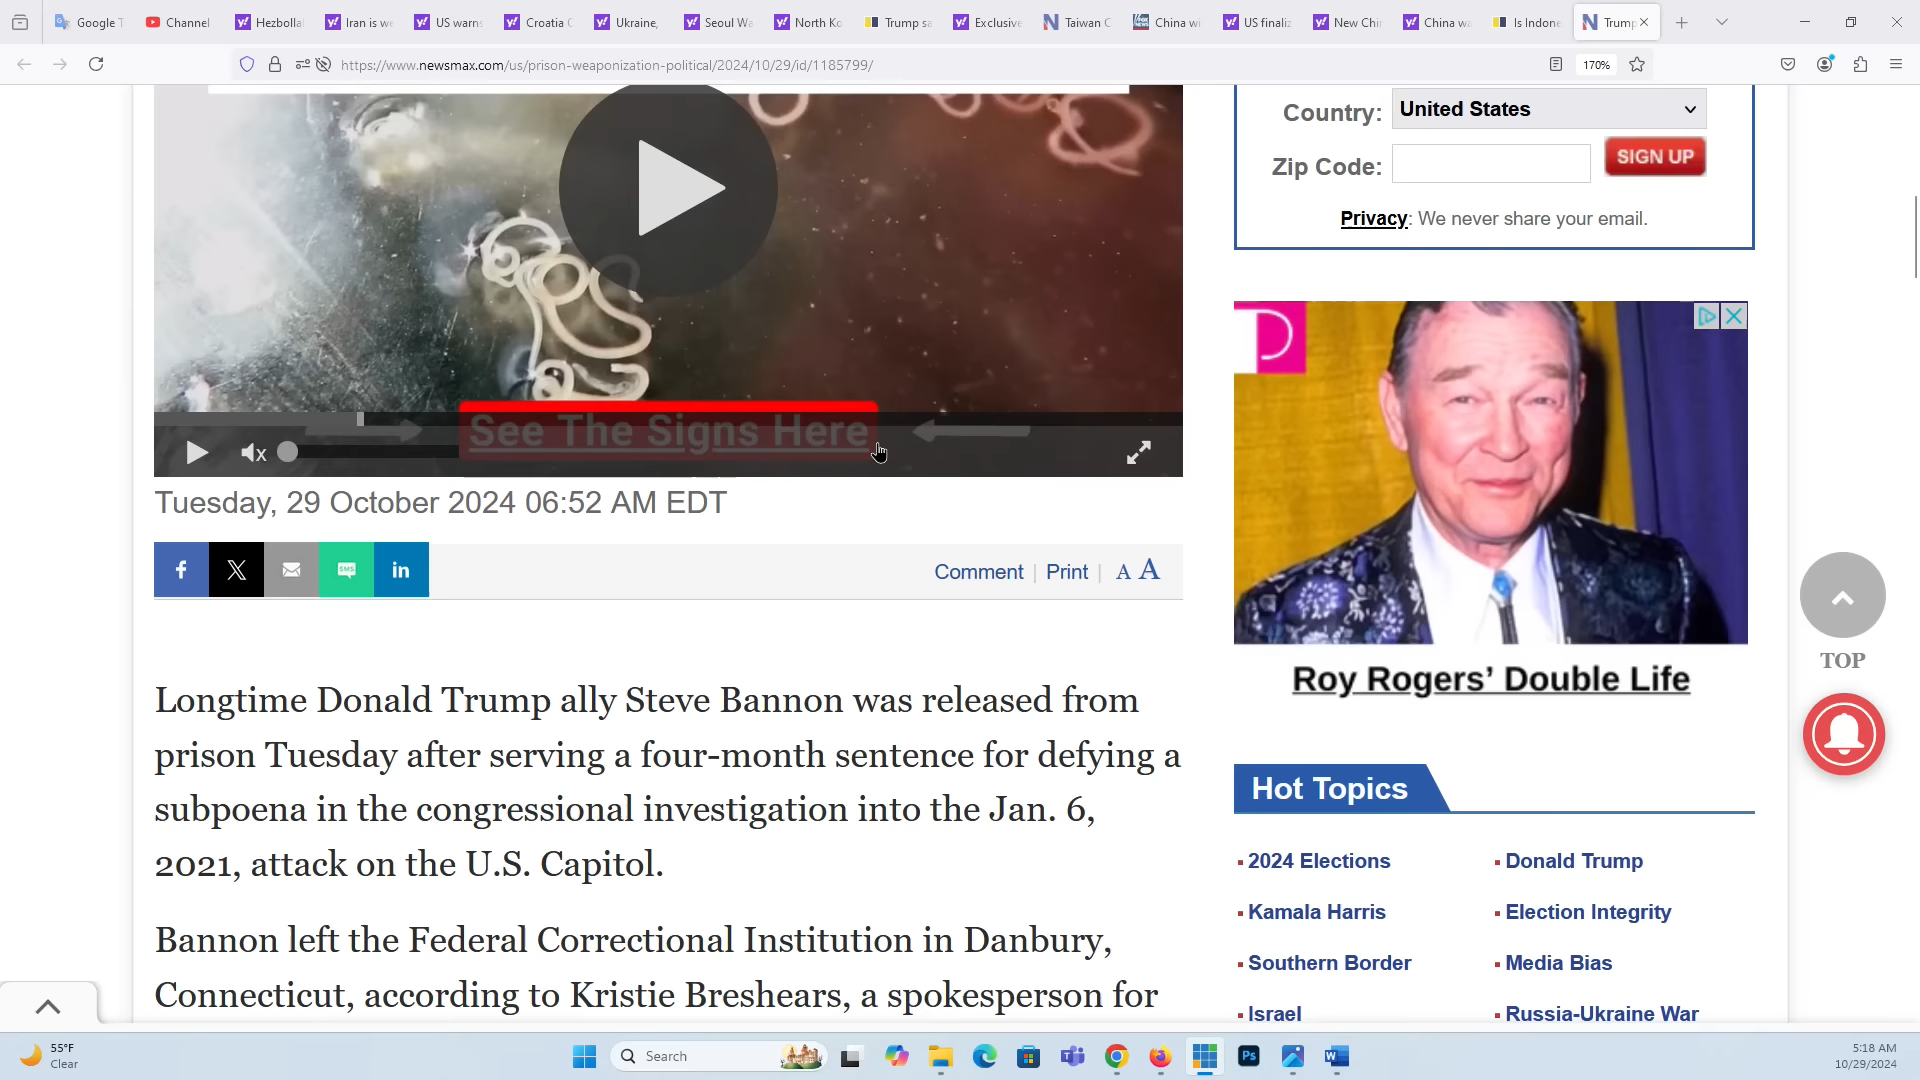 Google T
Channel
Hezbolla
Iran is we
US warns
Croatia C
Ukraine,
Seoul Wa
North Ko
Trump sa
Exclusive
Taiwan C
China wi
US finaliz
New Chin
China wa
Is Indone
Trump
https://www.newsmax.com/us/prison-weaponization-political/2024/10/29/id/1185799/
170%
Country:
United States
Zip Code:
SIGN UP
Privacy: We never share your email.
See The Signs Here
Tuesday, 29 October 2024 06:52 AM EDT
f
X
SMS
in
Comment | Print | A A
Longtime Donald Trump ally Steve Bannon was released from
prison Tuesday after serving a four-month sentence for defying a
subpoena in the congressional investigation into the Jan. 6,
2021, attack on the U.S. Capitol.
Bannon left the Federal Correctional Institution in Danbury,
Connecticut, according to Kristie Breshears, a spokesperson for
Roy Rogers’ Double Life
TOP
Hot Topics
2024 Elections
Donald Trump
Kamala Harris
Election Integrity
Southern Border
Media Bias
Israel
Russia-Ukraine War
55°F
Clear
Search
Ps
W
5:18 AM
10/29/2024